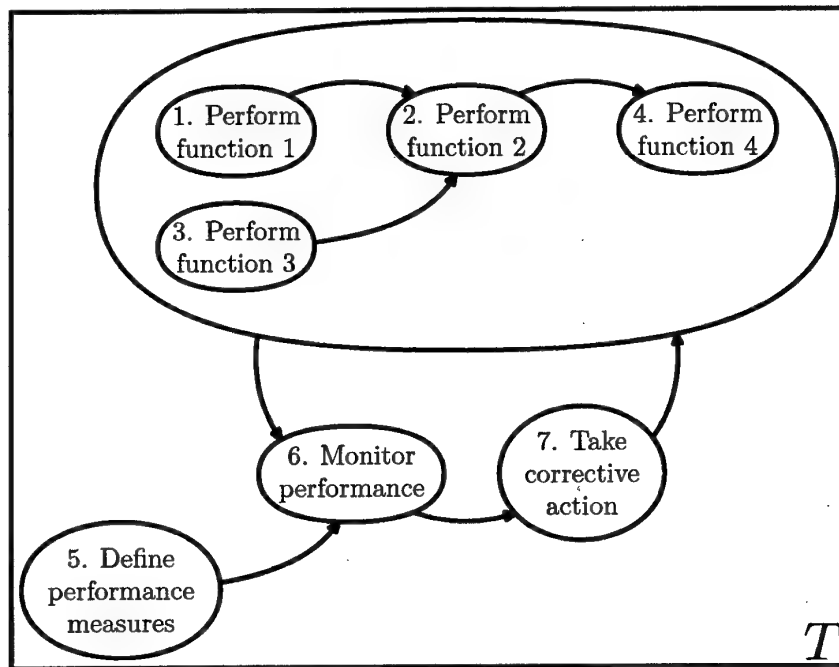 1. Perform
function 1
2. Perform
function 2
4. Perform
function 4
3. Perform
function 3
6. Monitor
performance
7. Take
corrective
action
5. Define
performance
measures
T